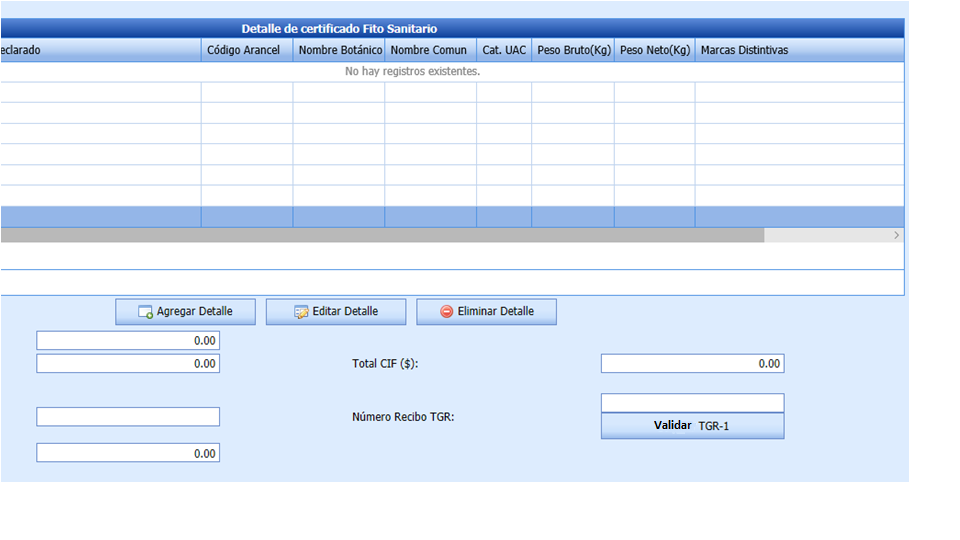 Detalle de certificado Fito Sanitario
eclarado Código Arancel Nombre Botánico Nombre Comun Cat. UAC Peso Bruto(Kg) Peso Neto(Kg) Marcas Distintivas
No hay registros existentes.
Agregar Detalle Editar Detalle Eliminar Detalle
0.00
0.00 Total CIF ($): 0.00
Número Recibo TGR:
Validar TGR-1
0.00